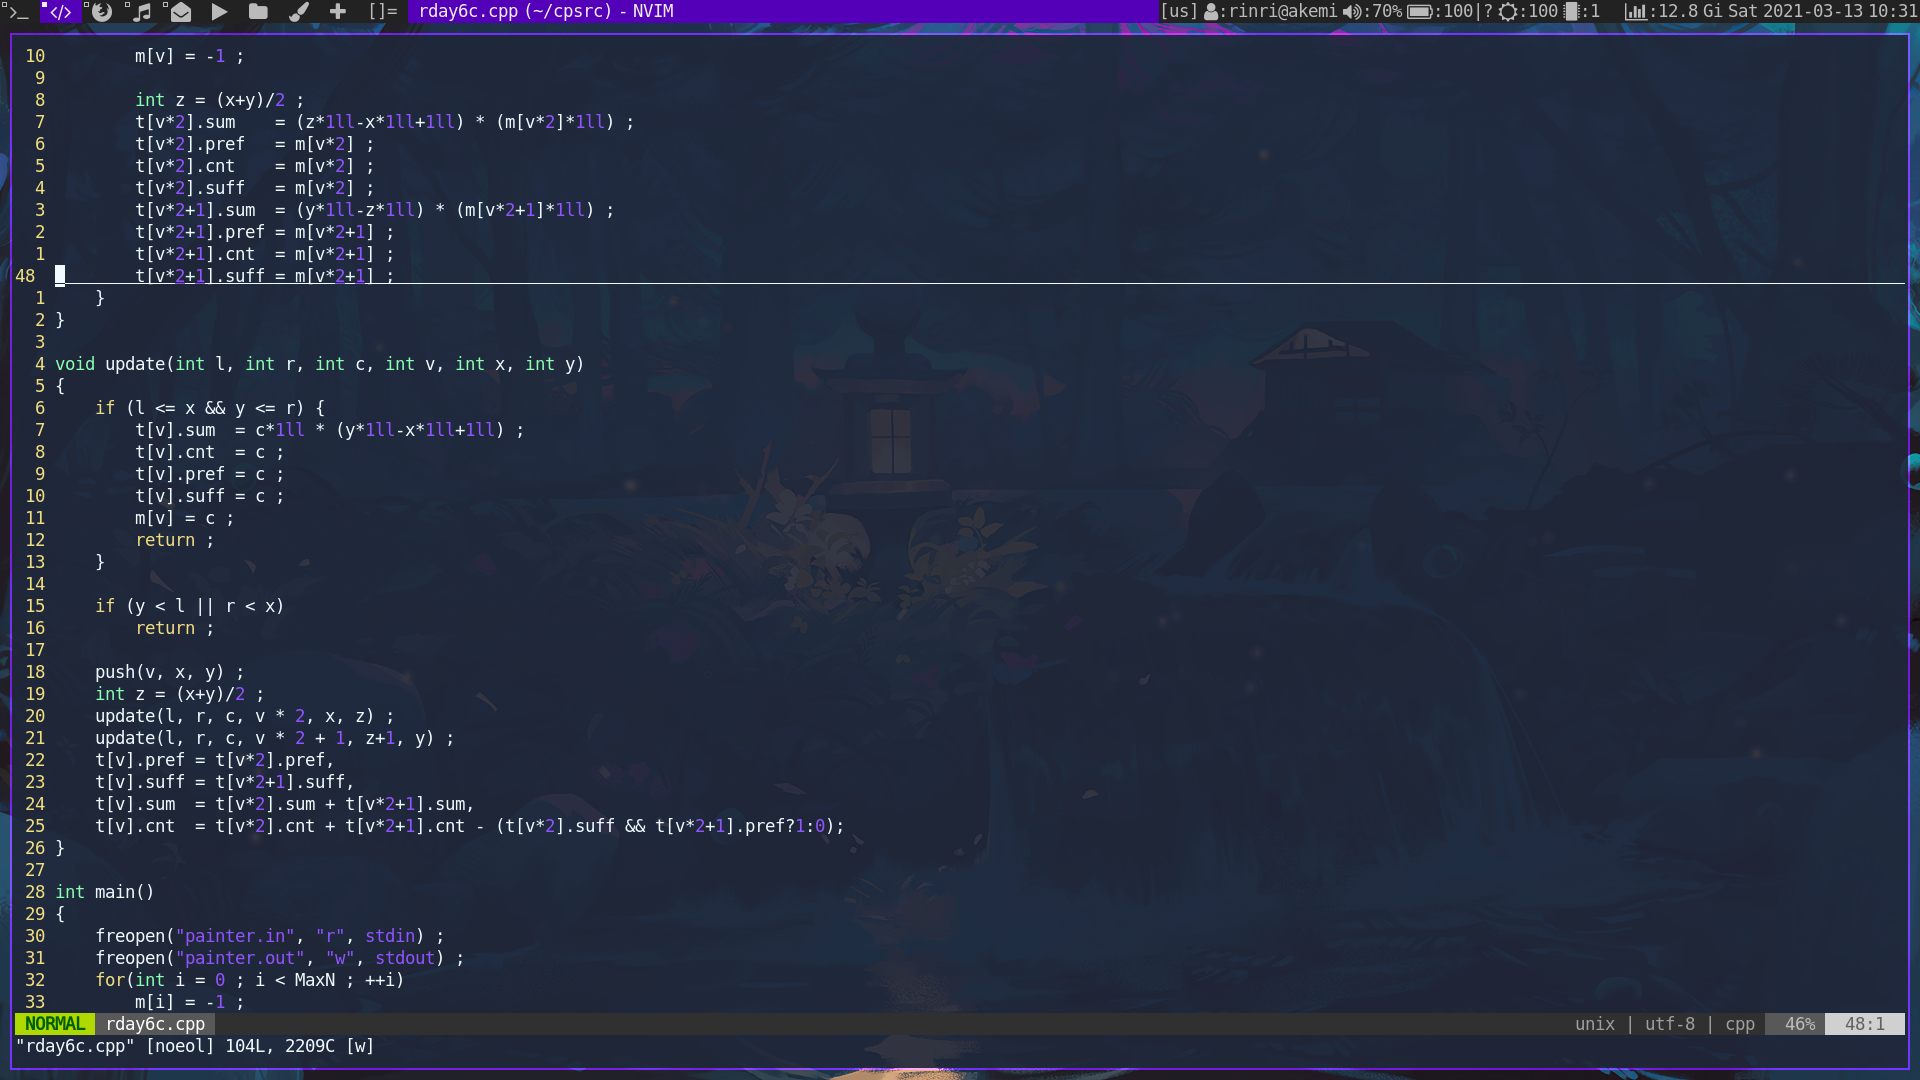 []= rday6c.cpp (~/cpsrc) - NVIM [us] :rinri@akemi :70% :100|? :100 :1 :12.8 Gi Sat 2021-03-13 10:31
10         m[v] = -1 ;
9
8         int z = (x+y)/2 ;
7         t[v*2].sum    = (z*1ll-x*1ll+1ll) * (m[v*2]*1ll) ;
6         t[v*2].pref   = m[v*2] ;
5         t[v*2].cnt    = m[v*2] ;
4         t[v*2].suff   = m[v*2] ;
3         t[v*2+1].sum  = (y*1ll-z*1ll) * (m[v*2+1]*1ll) ;
2         t[v*2+1].pref = m[v*2+1] ;
1         t[v*2+1].cnt  = m[v*2+1] ;
48         t[v*2+1].suff = m[v*2+1] ;
1     }
2 }
3
4 void update(int l, int r, int c, int v, int x, int y)
5 {
6     if (l <= x && y <= r) {
7         t[v].sum  = c*1ll * (y*1ll-x*1ll+1ll) ;
8         t[v].cnt  = c ;
9         t[v].pref = c ;
10         t[v].suff = c ;
11         m[v] = c ;
12         return ;
13     }
14
15     if (y < l || r < x)
16         return ;
17
18     push(v, x, y) ;
19     int z = (x+y)/2 ;
20     update(l, r, c, v * 2, x, z) ;
21     update(l, r, c, v * 2 + 1, z+1, y) ;
22     t[v].pref = t[v*2].pref,
23     t[v].suff = t[v*2+1].suff,
24     t[v].sum  = t[v*2].sum + t[v*2+1].sum,
25     t[v].cnt  = t[v*2].cnt + t[v*2+1].cnt - (t[v*2].suff && t[v*2+1].pref?1:0);
26 }
27
28 int main()
29 {
30     freopen("painter.in", "r", stdin) ;
31     freopen("painter.out", "w", stdout) ;
32     for(int i = 0 ; i < MaxN ; ++i)
33         m[i] = -1 ;
NORMAL rday6c.cpp unix | utf-8 | cpp 46% 48:1
"rday6c.cpp" [noeol] 104L, 2209C [w]